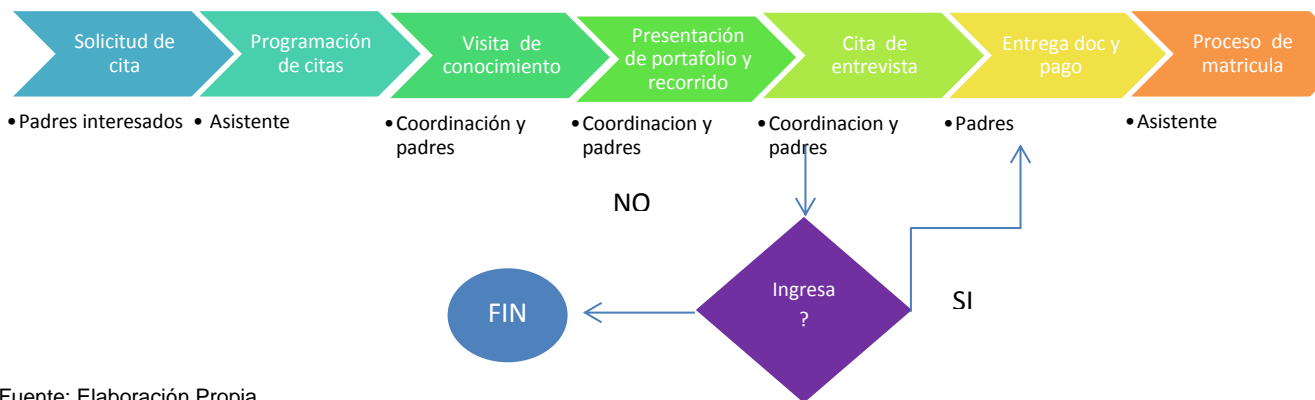 Solicitud de
cita
Programación
de citas
Visita de
conocimiento
Presentación
de portafolio y
recorrido
Cita de
entrevista
Entrega doc y
pago
Proceso de
matricula
•Padres interesados
• Asistente
•Coordinación y
padres
•Coordinacion y
padres
•Coordinacion y
padres
•Padres
•Asistente
NO
Ingresa
?
FIN
SI
Fuente: Elaboración Propia